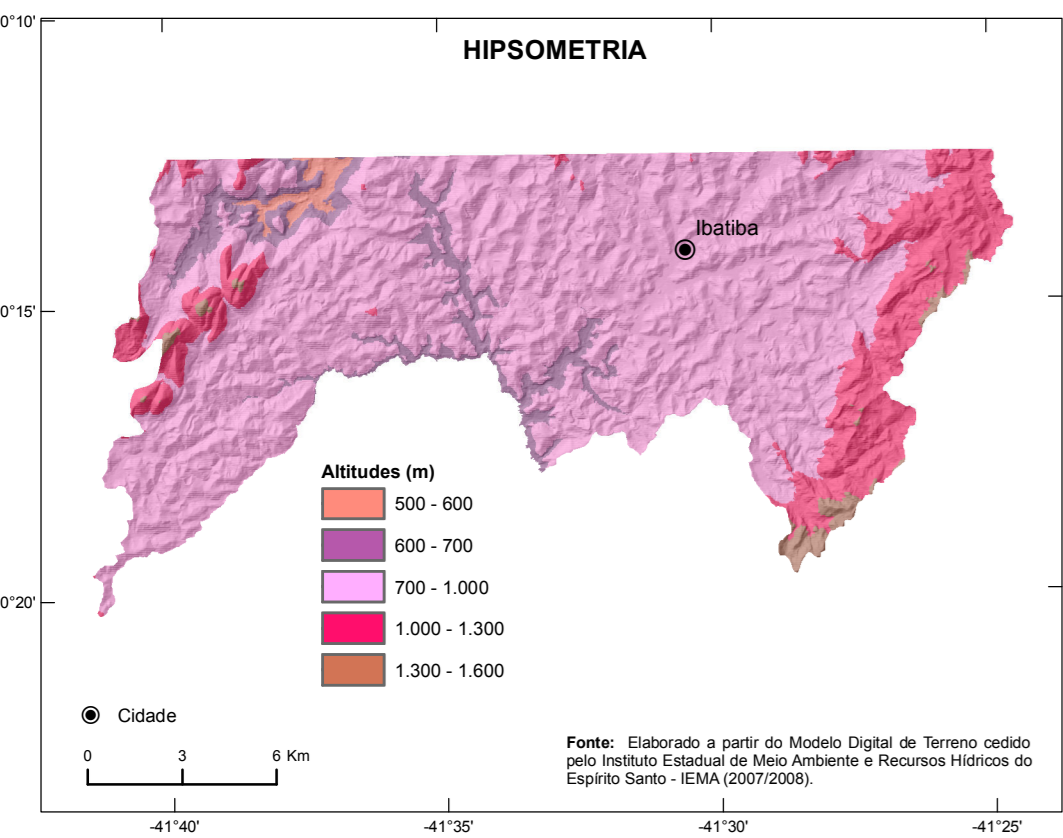 0°10'
HIPSOMETRIA
Ibatiba
0°15'
Altitudes (m)
500 - 600
600 - 700
700 - 1.000
1.000 - 1.300
1.300 - 1.600
0°20'
Cidade
0 3 6 Km
Fonte: Elaborado a partir do Modelo Digital de Terreno cedido
pelo Instituto Estadual de Meio Ambiente e Recursos Hídricos do
Espírito Santo - IEMA (2007/2008).
-41°40' -41°35' -41°30' -41°25'